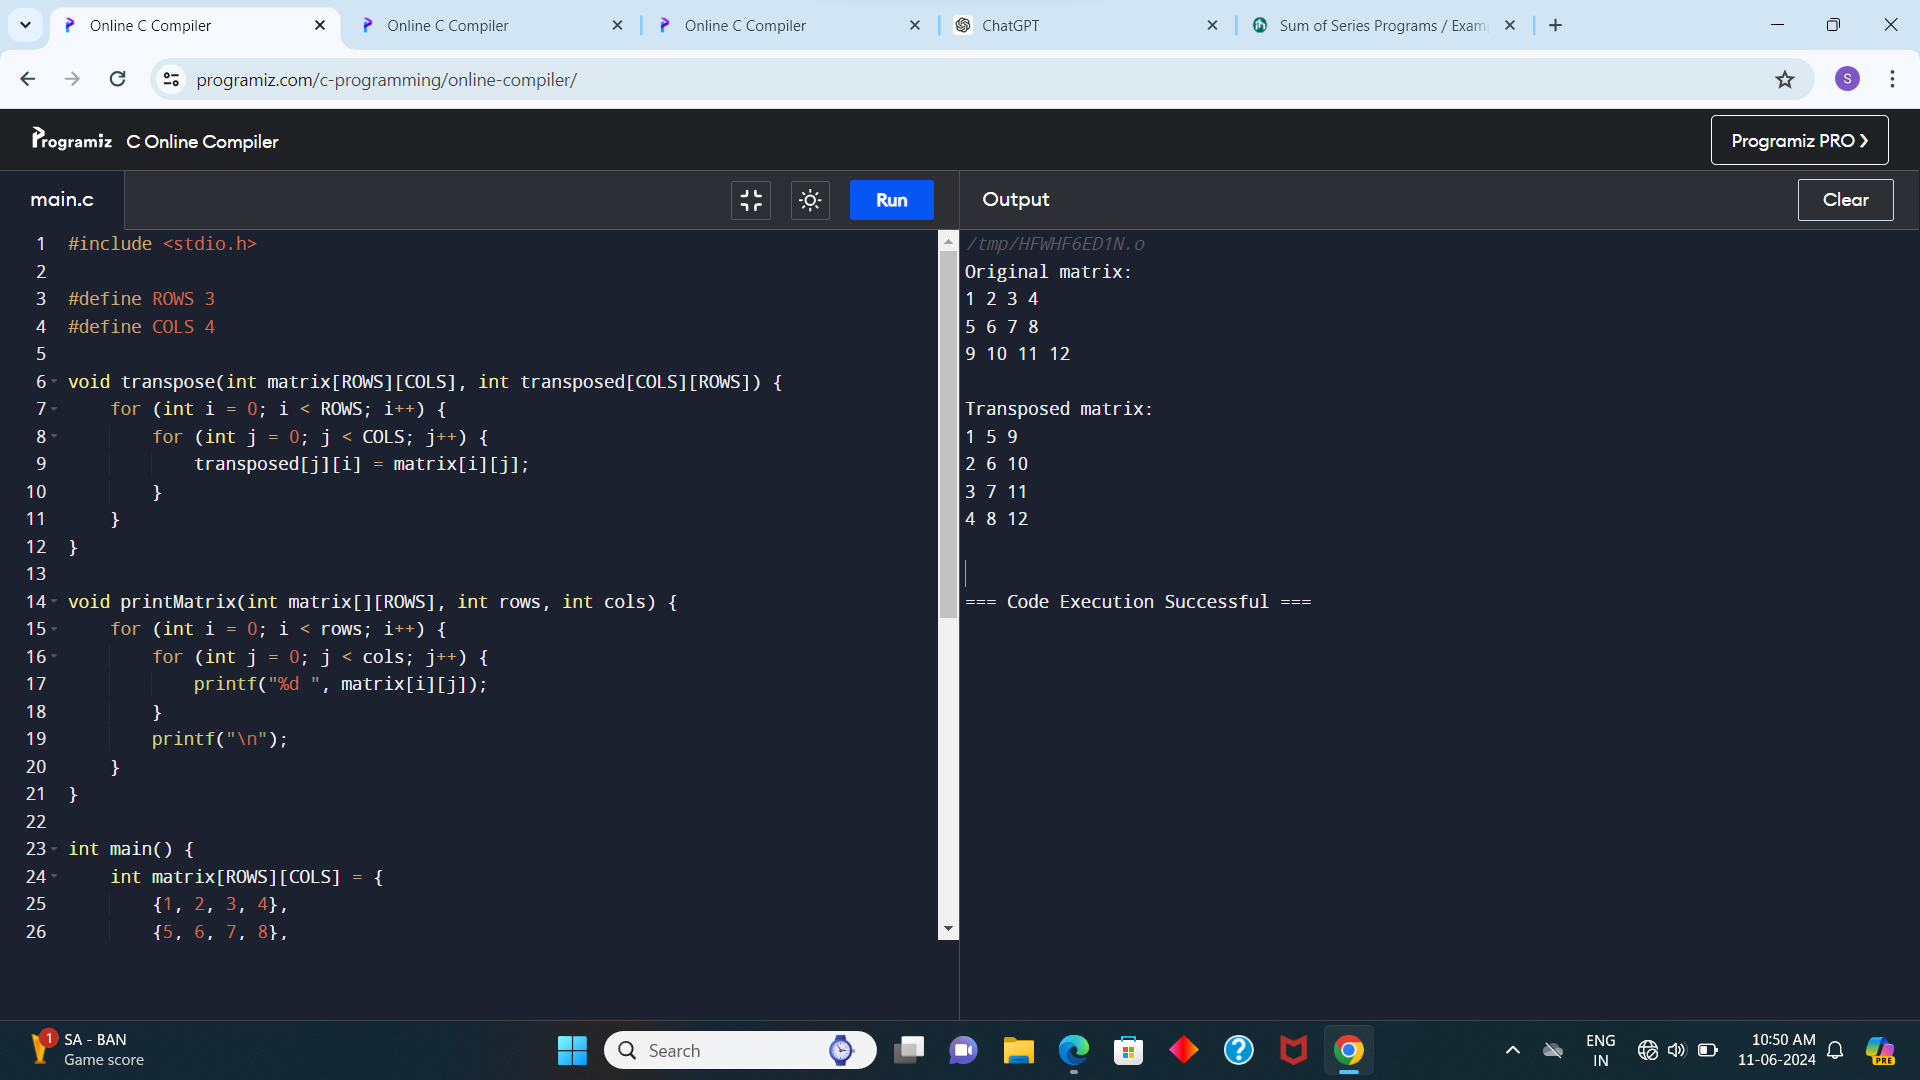 Online C Compiler
Online C Compiler
Online C Compiler
ChatGPT
Sum of Series Programs / Exam
programiz.com/c-programming/online-compiler/
S
Programiz C Online Compiler
Programiz PRO
main.c
Run
Output
Clear
1 #include <stdio.h>
2
3 #define ROWS 3
4 #define COLS 4
5
6 void transpose(int matrix[ROWS][COLS], int transposed[COLS][ROWS]) {
7     for (int i = 0; i < ROWS; i++) {
8         for (int j = 0; j < COLS; j++) {
9             transposed[j][i] = matrix[i][j];
10         }
11     }
12 }
13
14 void printMatrix(int matrix[][ROWS], int rows, int cols) {
15     for (int i = 0; i < rows; i++) {
16         for (int j = 0; j < cols; j++) {
17             printf("%d ", matrix[i][j]);
18         }
19         printf("\n");
20     }
21 }
22
23 int main() {
24     int matrix[ROWS][COLS] = {
25         {1, 2, 3, 4},
26         {5, 6, 7, 8},
/tmp/HFWHF6ED1N.o
Original matrix:
1 2 3 4
5 6 7 8
9 10 11 12
Transposed matrix:
1 5 9
2 6 10
3 7 11
4 8 12
=== Code Execution Successful ===
1
SA - BAN
Game score
Search
ENG
IN
10:50 AM
11-06-2024
PRE